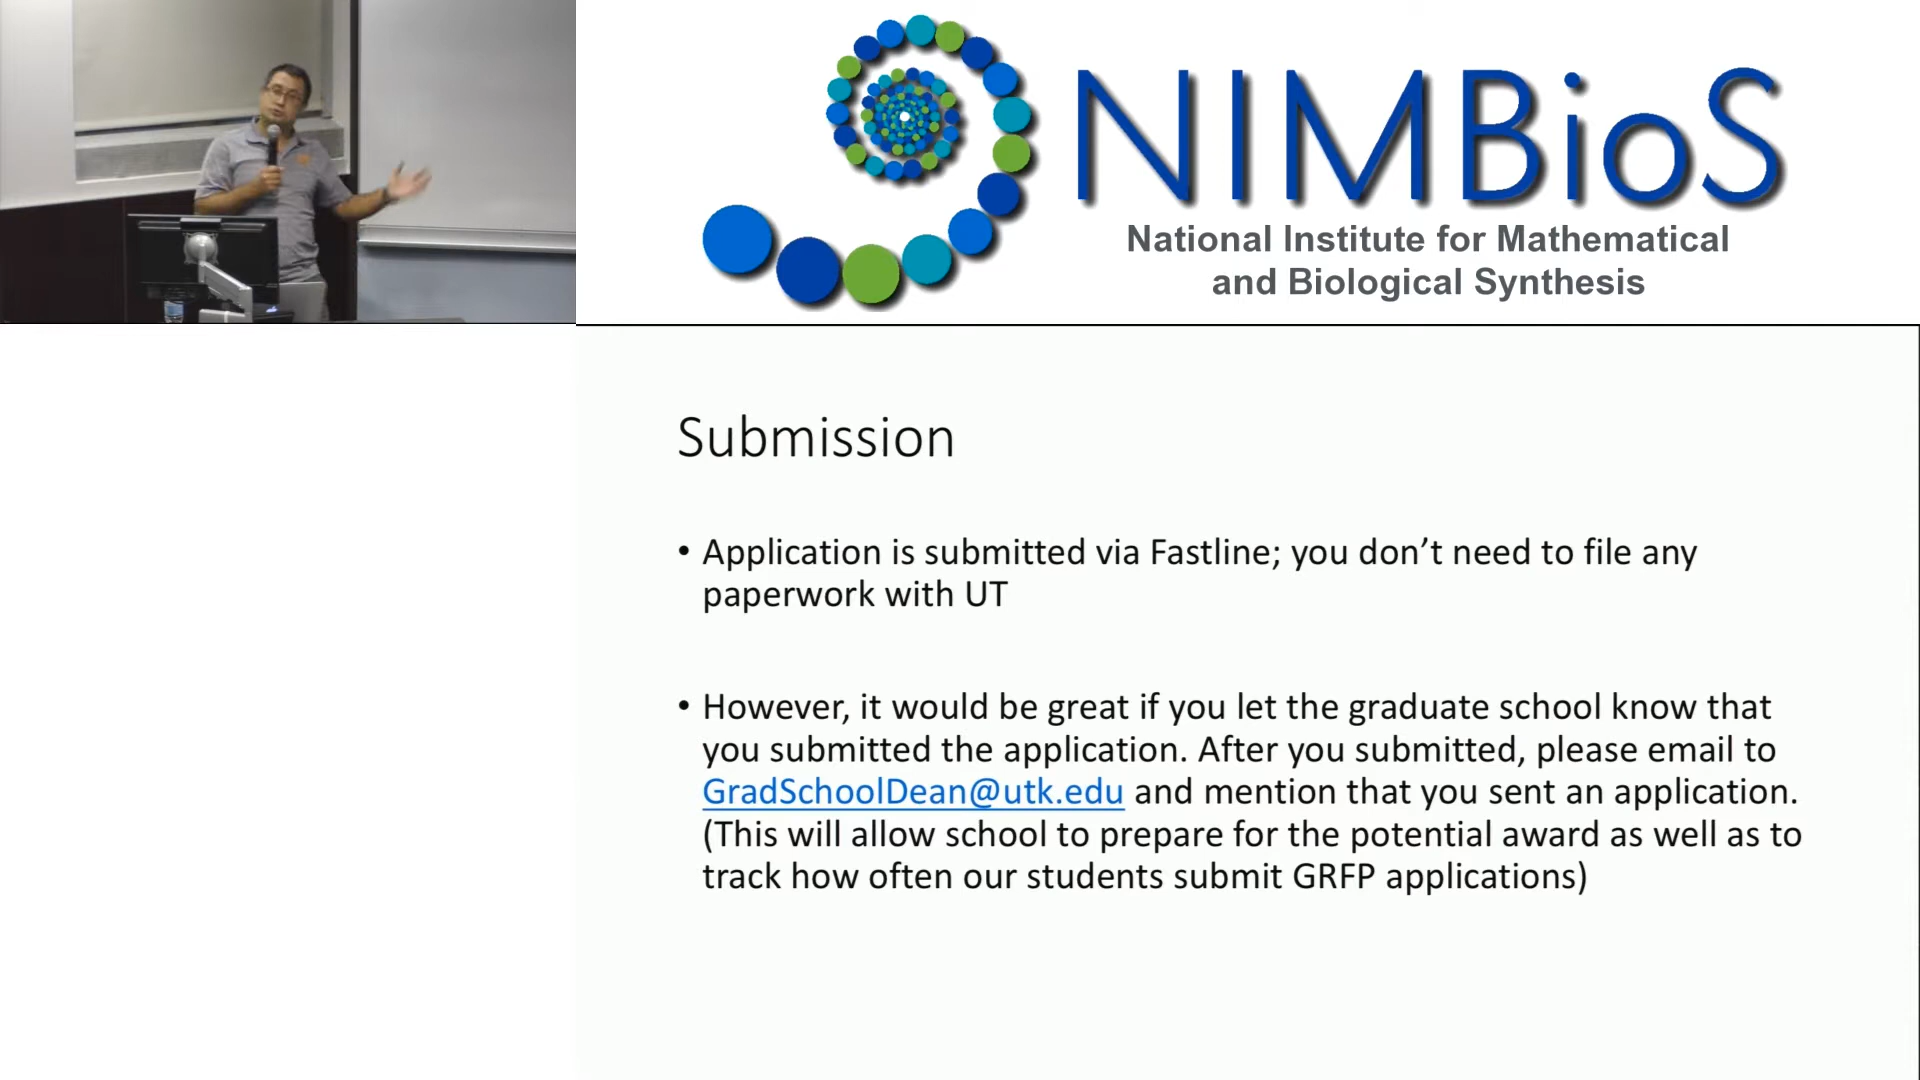 NIMBioS
National Institute for Mathematical
and Biological Synthesis
Submission
• Application is submitted via Fastline; you don’t need to file any
paperwork with UT
• However, it would be great if you let the graduate school know that
you submitted the application. After you submitted, please email to
GradSchoolDean@utk.edu and mention that you sent an application.
(This will allow school to prepare for the potential award as well as to
track how often our students submit GRFP applications)